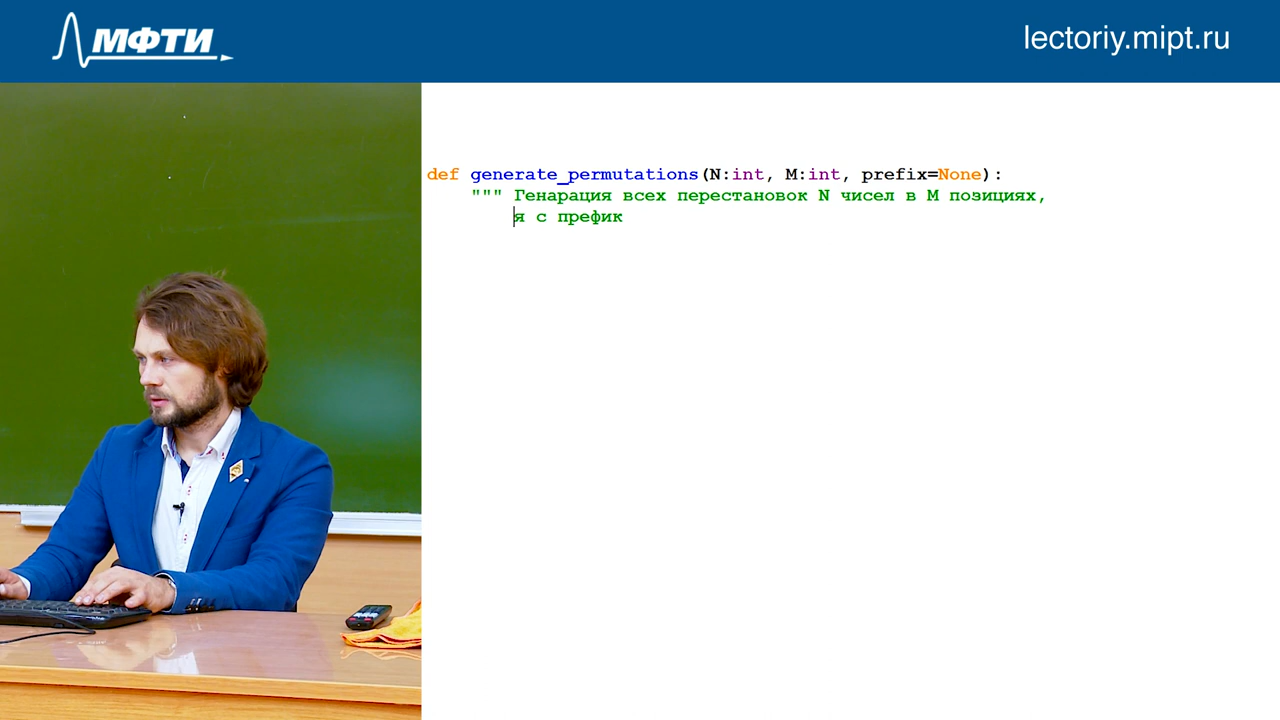 МФТИ
lectoriy.mipt.ru
def generate_permutations(N:int, M:int, prefix=None):
""" Генарация всех перестановок N чисел в M позициях,
я с префик